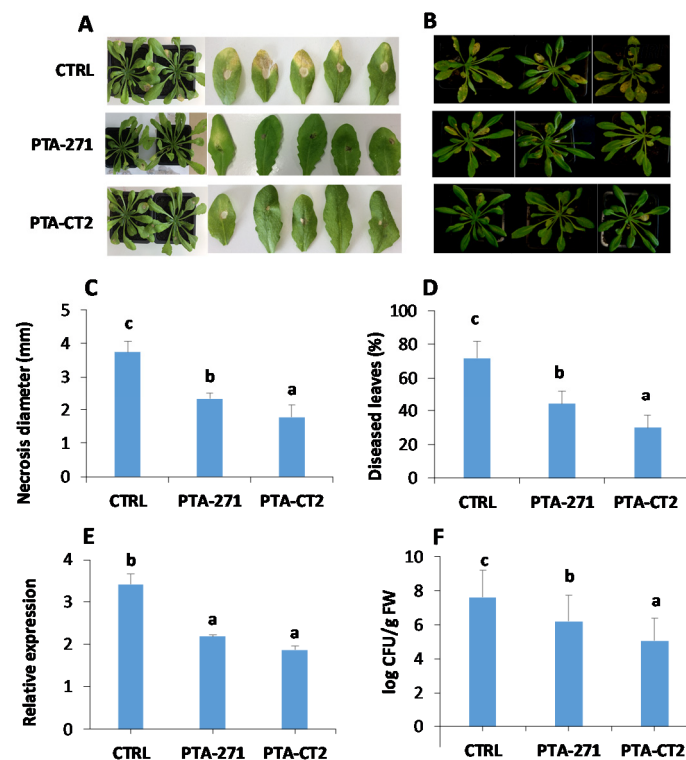 A
B
CTRL
PTA-271
PTA-CT2
C
Necrosis diameter (mm)
5
4
3
2
1
0
c
b
a
CTRL
PTA-271
PTA-CT2
D
Diseased leaves (%)
100
80
60
40
20
0
c
b
a
CTRL
PTA-271
PTA-CT2
E
Relative expression
4
3
2
1
0
b
a
a
CTRL
PTA-271
PTA-CT2
F
log CFU/g FW
10
8
6
4
2
0
c
b
a
CTRL
PTA-271
PTA-CT2